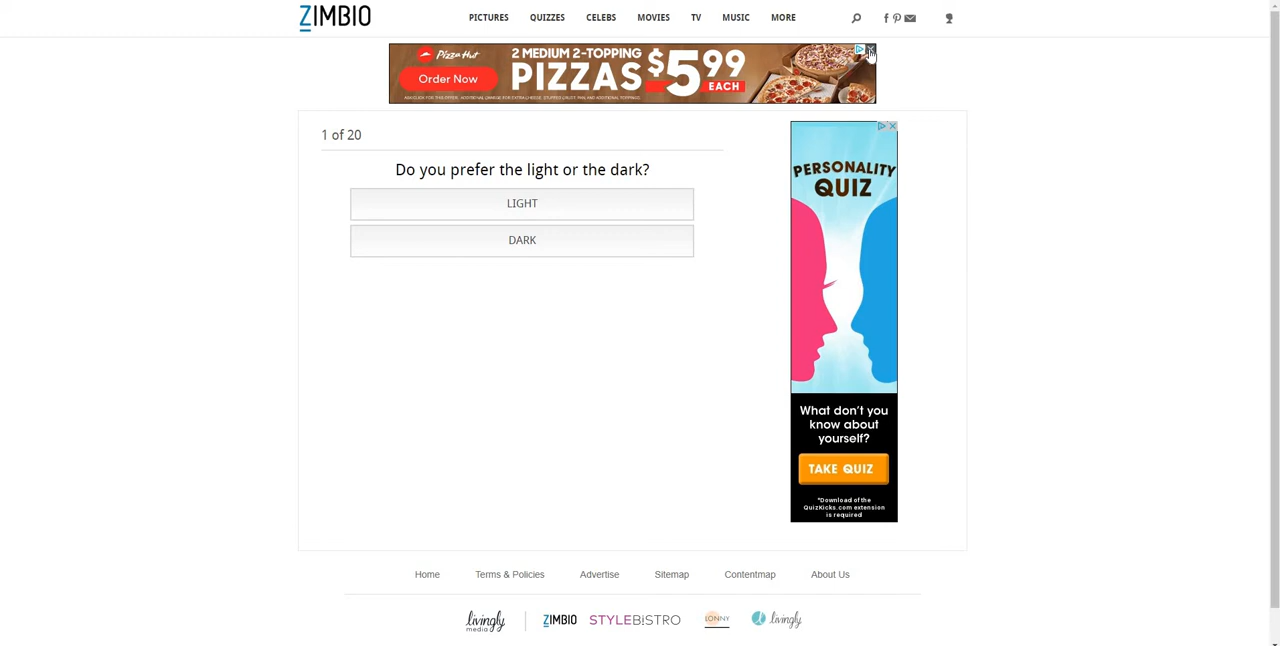 ZIMBIO
PICTURES QUIZZES CELEBS MOVIES TV MUSIC MORE
Pizza Hut
Order Now
2 MEDIUM 2-TOPPING
PIZZAS $5.99
EACH
1 of 20
Do you prefer the light or the dark?
LIGHT
DARK
PERSONALITY
QUIZ
What don't you
know about
yourself?
TAKE QUIZ
*Download of the
QuizKicks.com extension
is required
Home Terms & Policies Advertise Sitemap Contentmap About Us
livingly media ZIMBIO STYLEBISTRO LONNY livingly